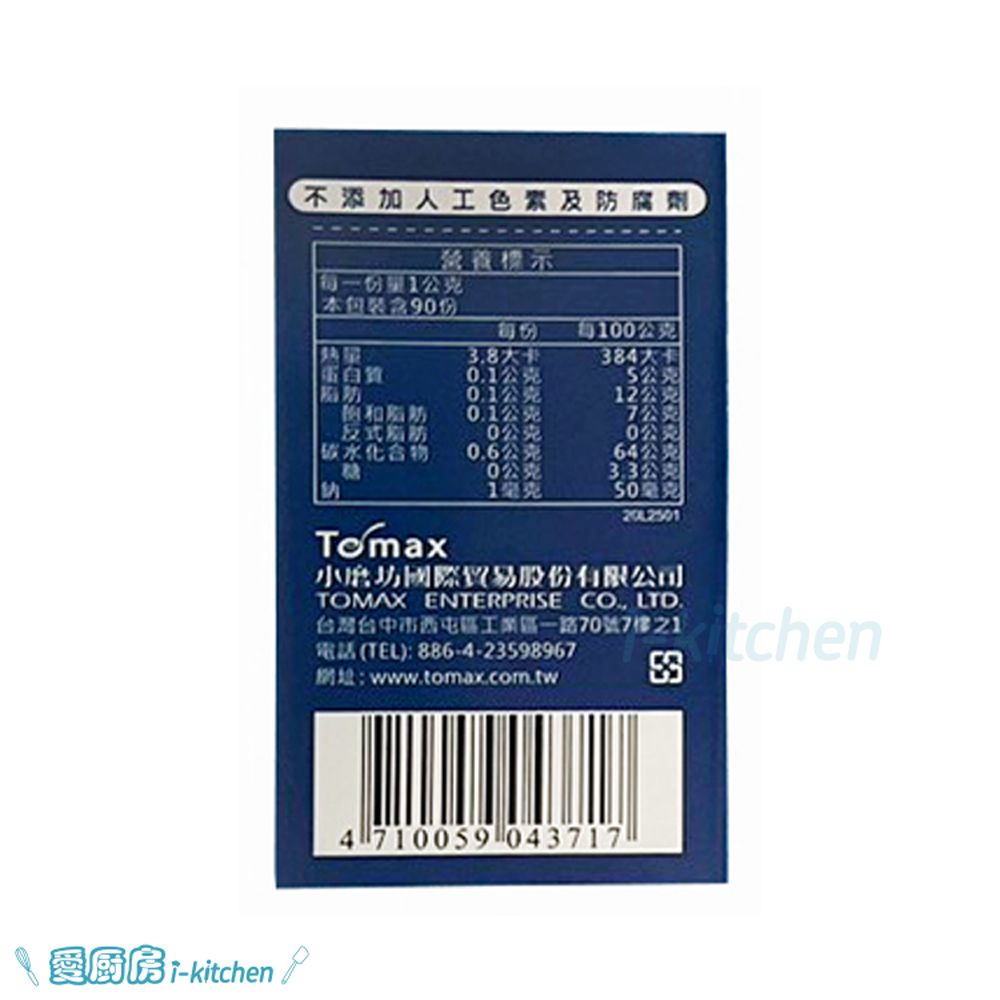 不添加人工色素及防腐劑
營養標示
每一份量1公克
本包裝含90份
每份 每100公克
熱量 3.8大卡 384大卡
蛋白質 0.1公克 5公克
脂肪 0.1公克 12公克
飽和脂肪 0.1公克 7公克
反式脂肪 0公克 0公克
碳水化合物 0.6公克 64公克
糖 0公克 3.3公克
鈉 1毫克 50毫克
20L2501
Tomax
小磨坊國際貿易股份有限公司
TOMAX ENTERPRISE CO., LTD.
台灣台中市西屯區工業區一路70號7樓之1
電話(TEL): 886-4-23598967
網址: www.tomax.com.tw
i-kitchen
4 710059 043717
愛廚房 i-kitchen